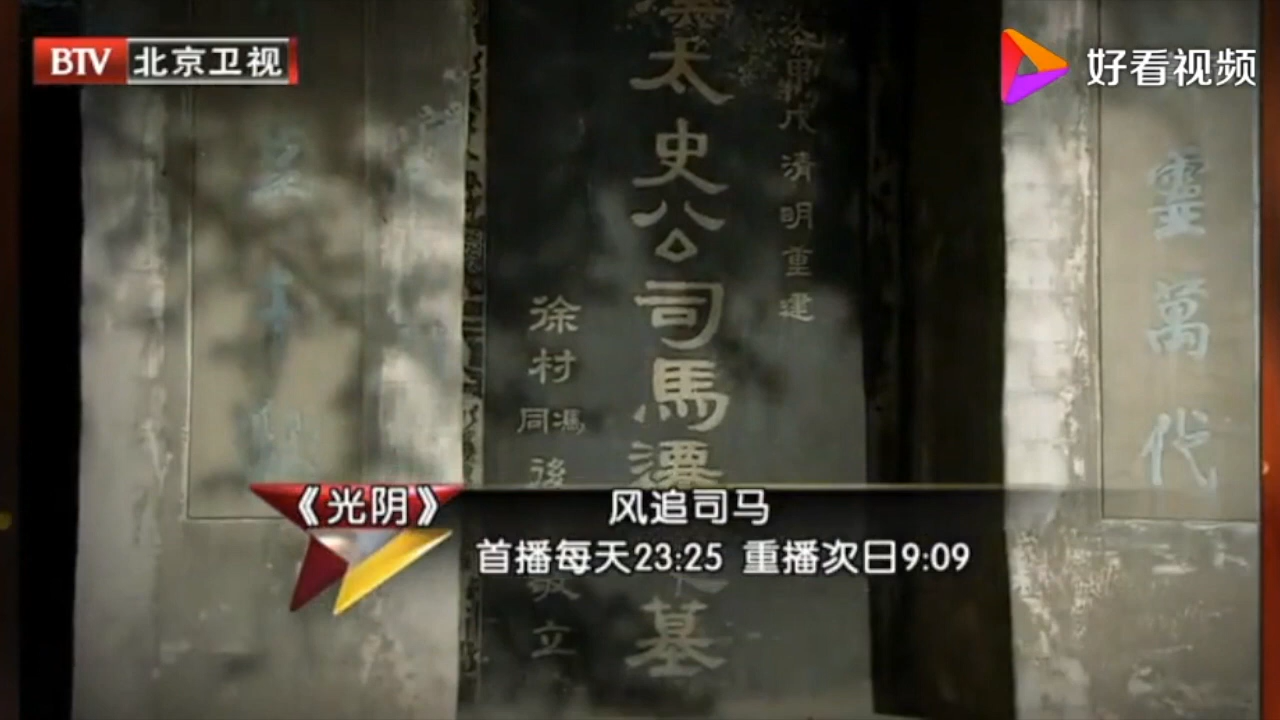 BTV 北京卫视
好看视频
清明重建
太史公司馬
墓
徐村
同馮
後
立
靈萬代
《光阴》
风追司马
首播每天23:25 重播次日9:09